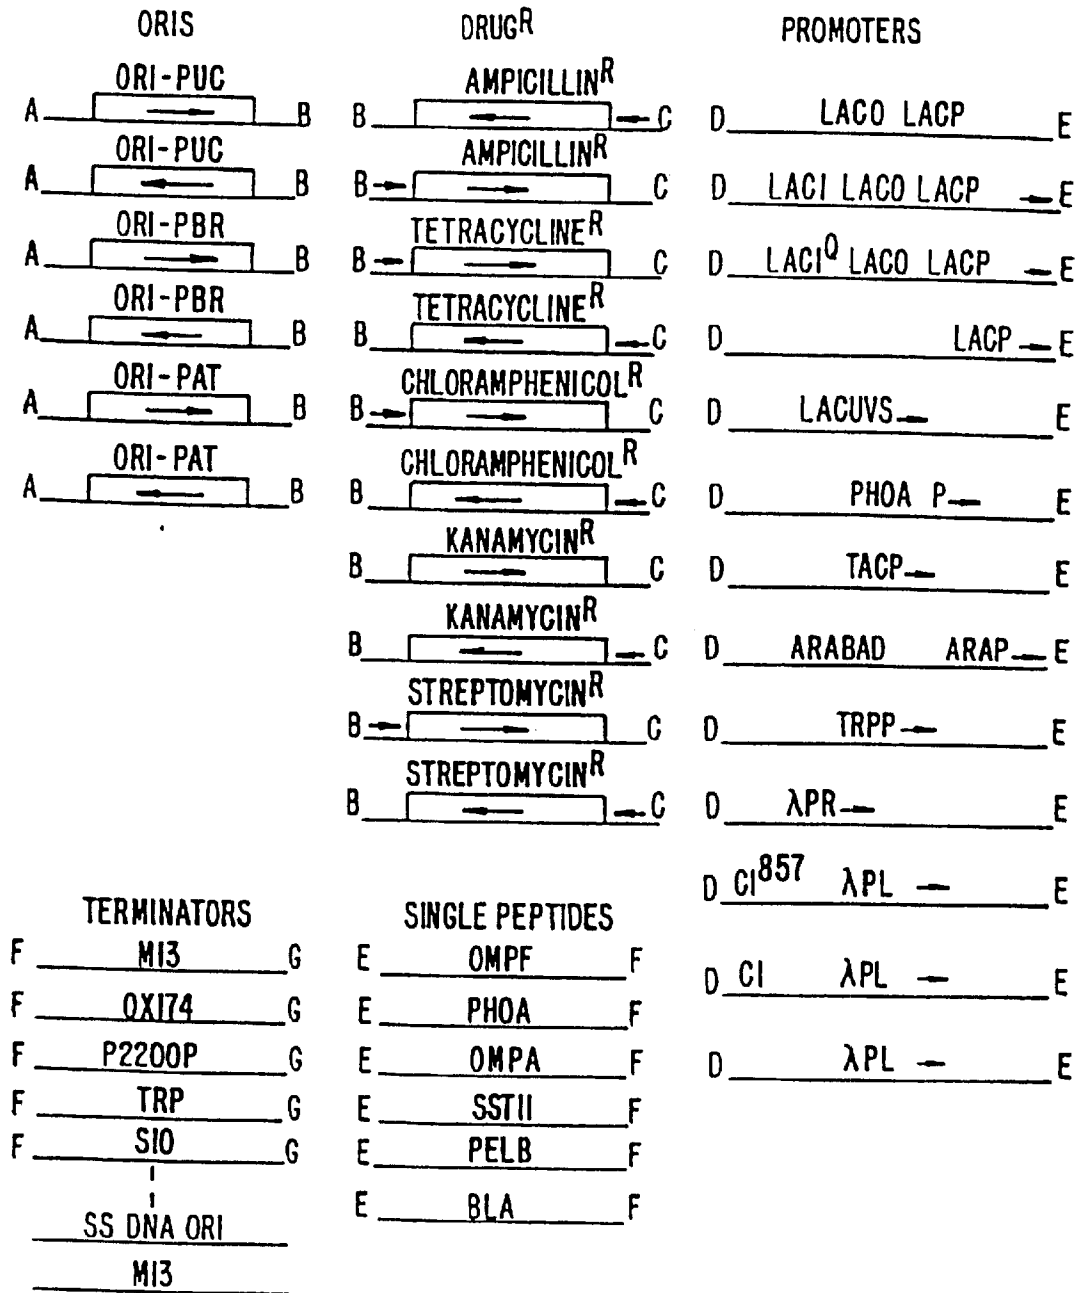 ORIS
ORI-PUC
A B
ORI-PUC
A B
ORI-PBR
A B
ORI-PBR
A B
ORI-PAT
A B
ORI-PAT
A B
DRUGR
AMPICILLINR
B C
AMPICILLINR
B C
TETRACYCLINER
B C
TETRACYCLINER
B C
CHLORAMPHENICOLR
B C
CHLORAMPHENICOLR
B C
KANAMYCINR
B C
KANAMYCINR
B C
STREPTOMYCINR
B C
STREPTOMYCINR
B C
PROMOTERS
D LACO LACP E
D LACI LACO LACP E
D LACIQ LACO LACP E
D LACP E
D LACUVS E
D PHOA P E
D TACP E
D ARABAD ARAP E
D TRPP E
D λPR E
D CI857 λPL E
D CI λPL E
D λPL E
TERMINATORS
F M13 G
F OX174 G
F P22OOP G
F TRP G
F S10 G
SS DNA ORI
M13
SINGLE PEPTIDES
E OMPF F
E PHOA F
E OMPA F
E SSTII F
E PELB F
E BLA F